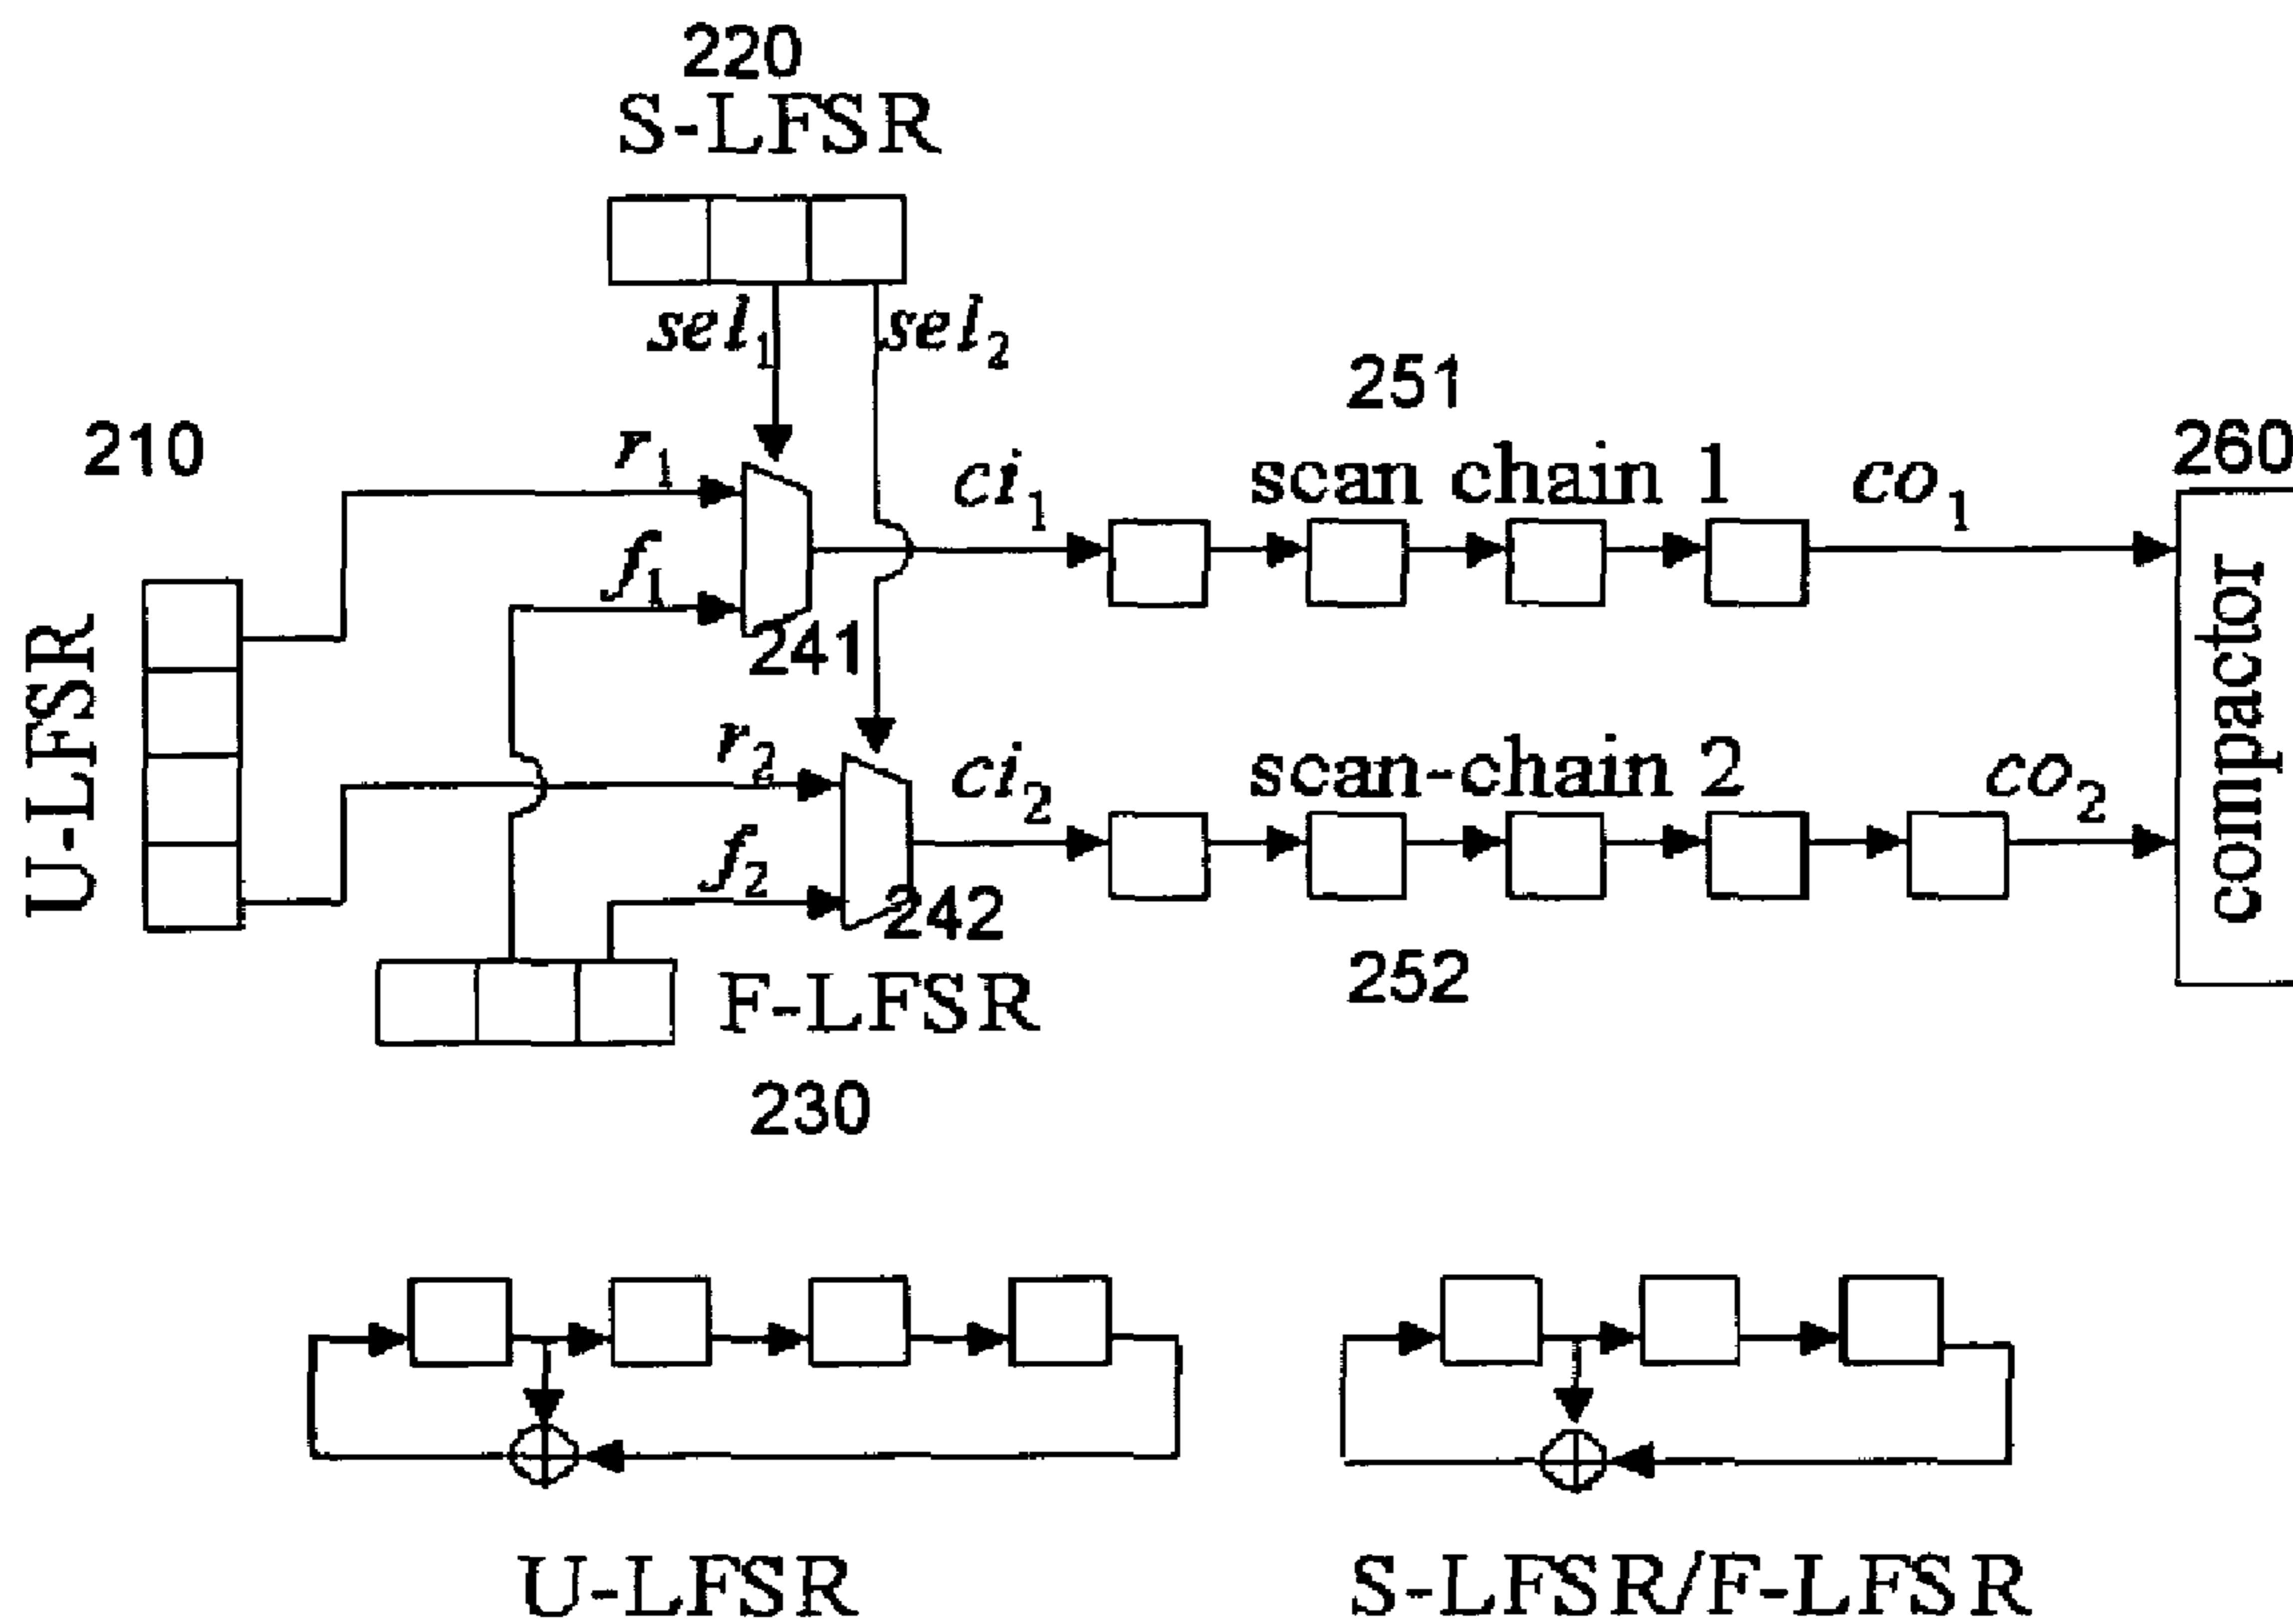 220
S-LFSR
sel1
sel2
251
210
r1
ci1
scan chain 1
co1
260
f1
241
U-LFSR
r2
ci2
scan-chain 2
co2
compactor
f2
242
F-LFSR
252
230
U-LFSR
S-LFSR/F-LFSR